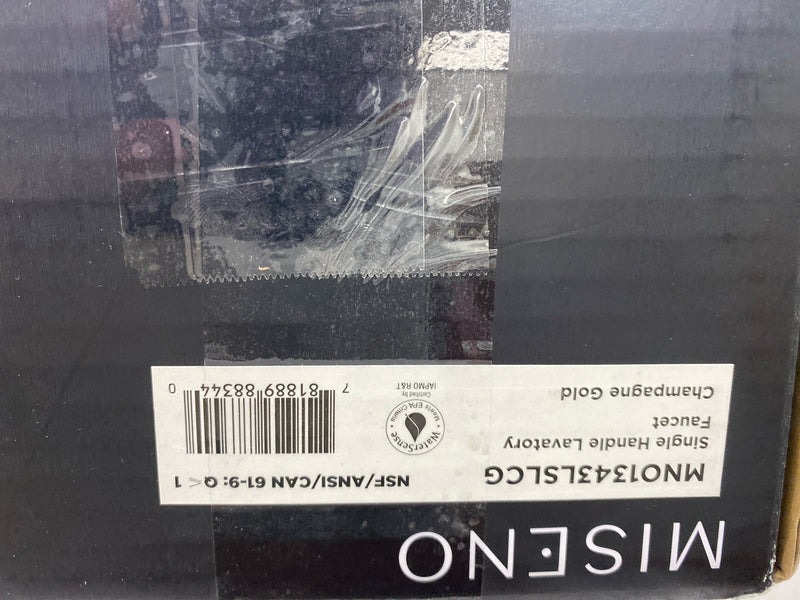 MISENO
MNO1343LSLCG
Single Handle Lavatory
Faucet
Champagne Gold
WaterSense
Meets EPA Criteria
Certified by
IAPMO R&T
NSF/ANSI/CAN 61-9: Q < 1
7 81889 88344 0